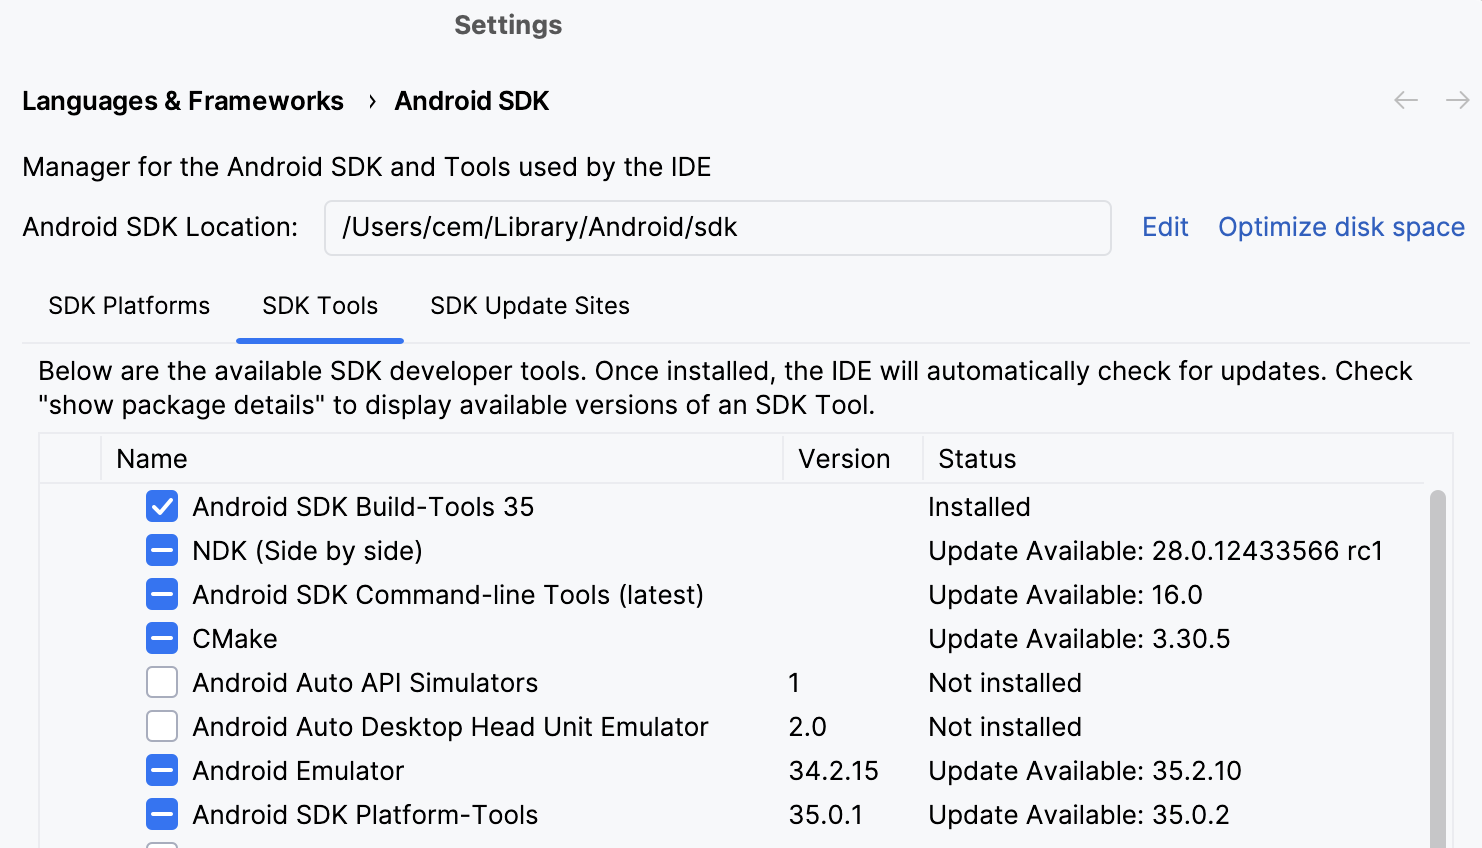 Settings
Languages & Frameworks › Android SDK
Manager for the Android SDK and Tools used by the IDE
Android SDK Location: /Users/cem/Library/Android/sdk Edit Optimize disk space
SDK Platforms SDK Tools SDK Update Sites
Below are the available SDK developer tools. Once installed, the IDE will automatically check for updates. Check
"show package details" to display available versions of an SDK Tool.
Name Version Status
Android SDK Build-Tools 35 Installed
NDK (Side by side) Update Available: 28.0.12433566 rc1
Android SDK Command-line Tools (latest) Update Available: 16.0
CMake Update Available: 3.30.5
Android Auto API Simulators 1 Not installed
Android Auto Desktop Head Unit Emulator 2.0 Not installed
Android Emulator 34.2.15 Update Available: 35.2.10
Android SDK Platform-Tools 35.0.1 Update Available: 35.0.2